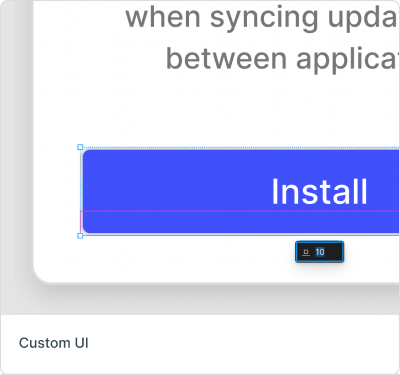 when syncing upda
between applica
Install
10
Custom UI